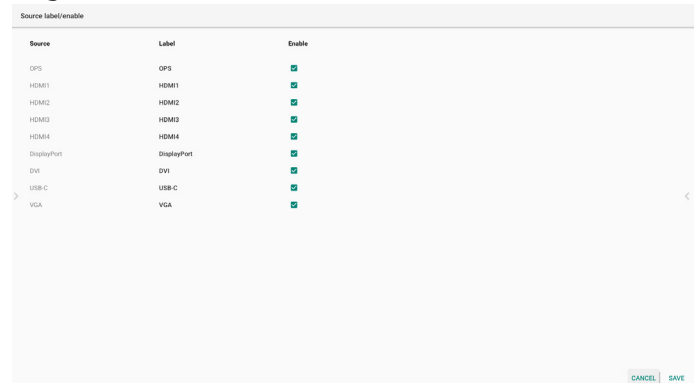 Source label/enable
Source Label Enable
OPS OPS
HDMI1 HDMI1
HDMI2 HDMI2
HDMI3 HDMI3
HDMI4 HDMI4
DisplayPort DisplayPort
DVI DVI
USB-C USB-C
VGA VGA
CANCEL SAVE